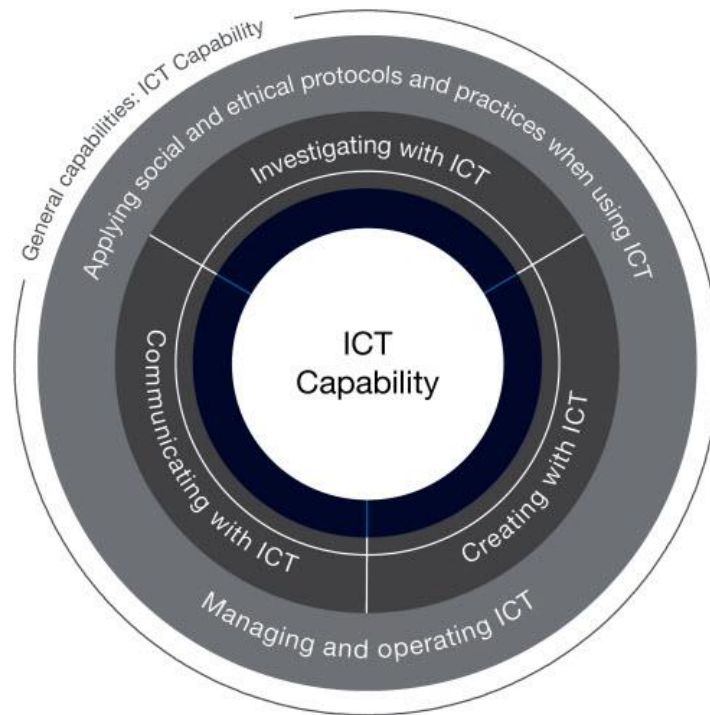 General capabilities: ICT Capability
Applying social and ethical protocols and practices when using ICT
Investigating with ICT
ICT
Capability
Communicating with ICT
Creating with ICT
Managing and operating ICT